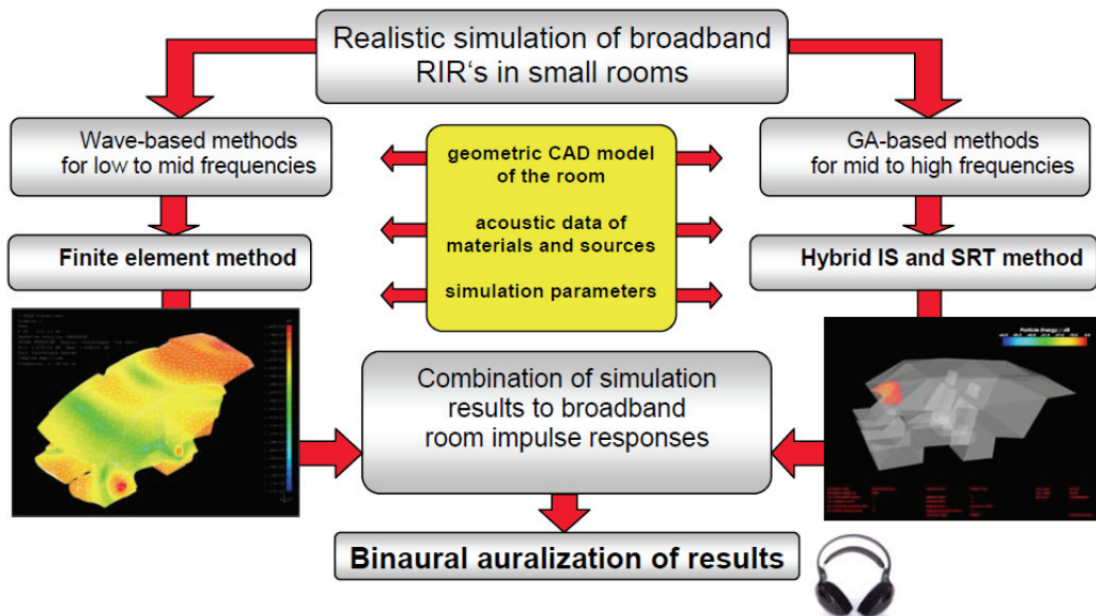 Realistic simulation of broadband
RIR‘s in small rooms
Wave-based methods
for low to mid frequencies
geometric CAD model
of the room
acoustic data of
materials and sources
simulation parameters
GA-based methods
for mid to high frequencies
Finite element method
Hybrid IS and SRT method
Particle Energy / dB
Combination of simulation
results to broadband
room impulse responses
Binaural auralization of results